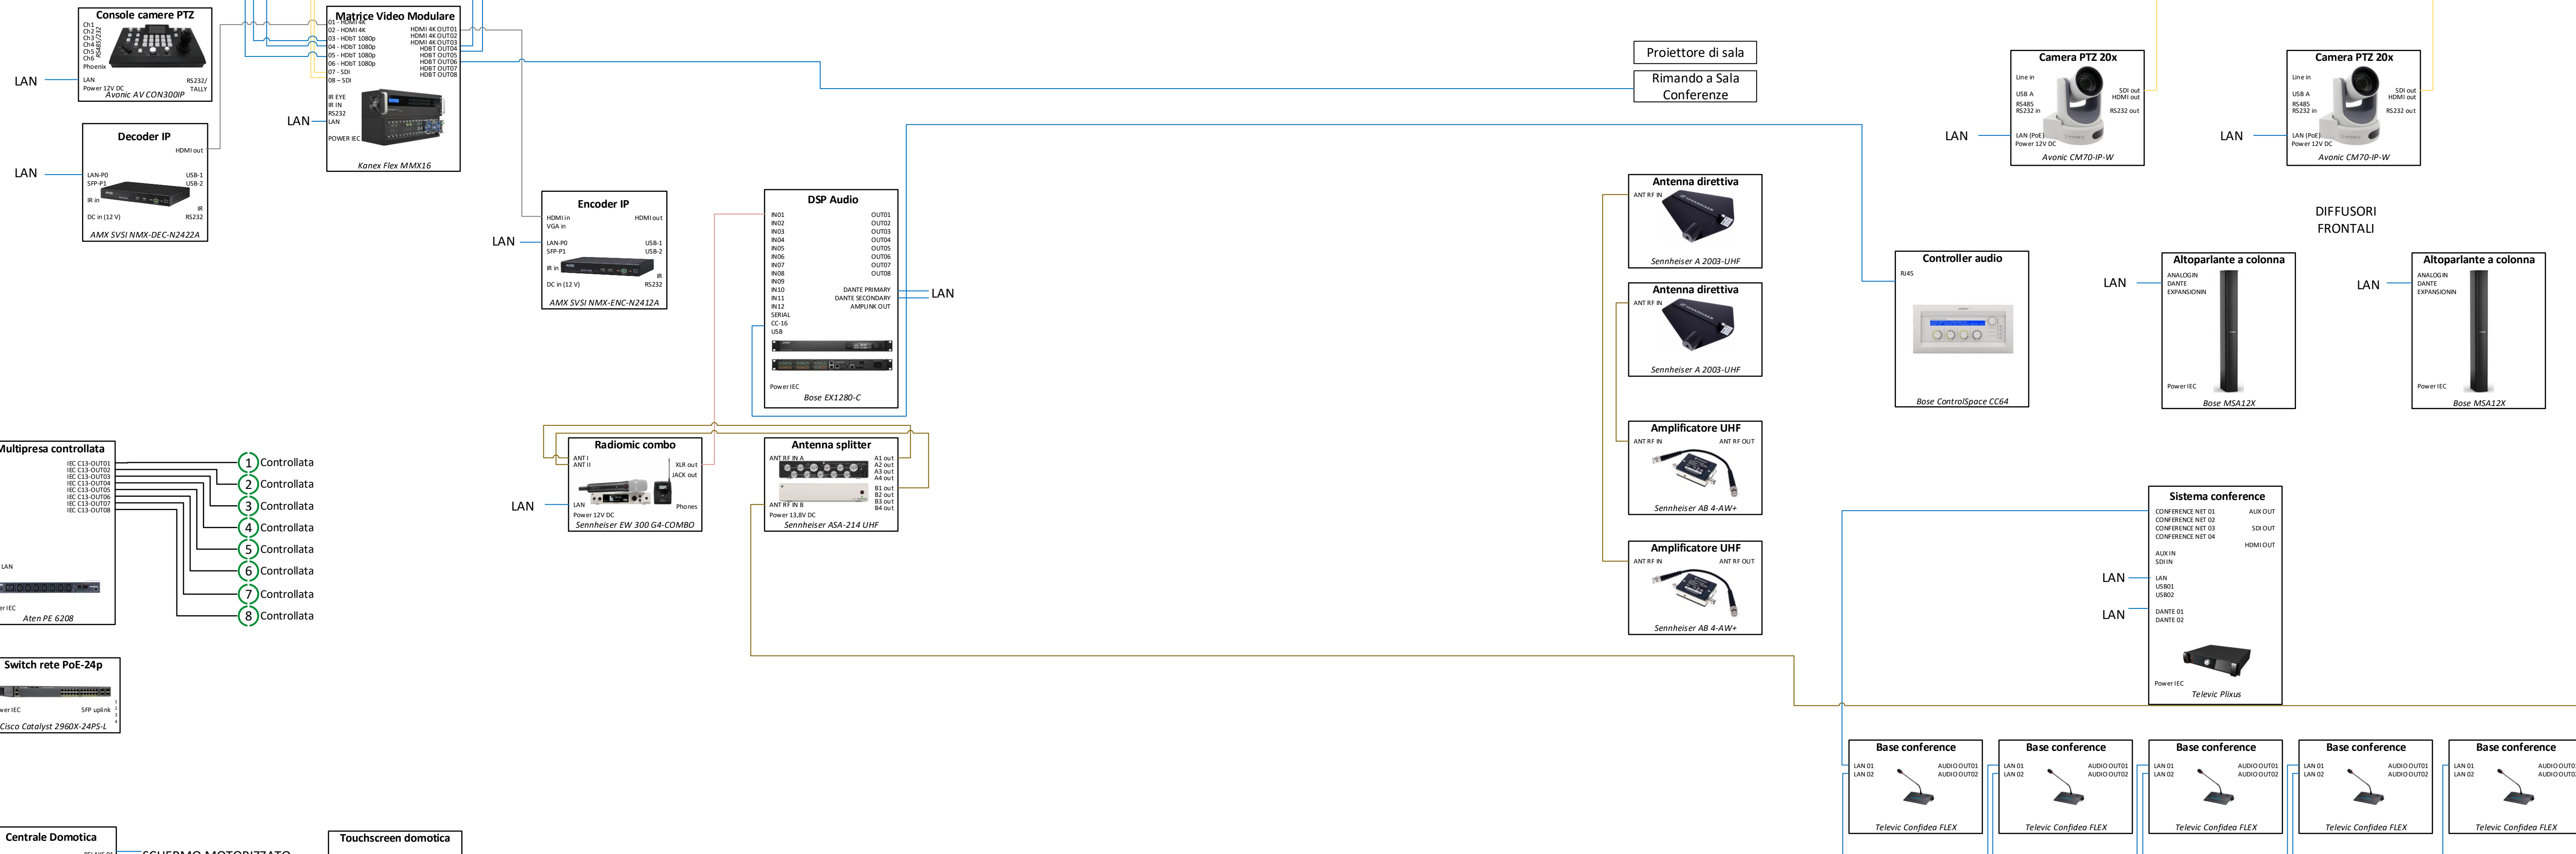 Console camere PTZ
Ch1
Ch2
Ch3
Ch4
Ch5
Ch6
RS485/232
Phoenix
LAN
LAN
RS232/
Power 12V DC
TALLY
Avonic AV CON300IP
Decoder IP
HDMI out
LAN
LAN-P0
USB-1
SFP-P1
USB-2
IR in
IR
DC in (12 V)
RS232
AMX SVSI NMX-DEC-N2422A
Matrice Video Modulare
01 - HDMI 4K
02 - HDMI 4K
03 - HDbT 1080p
04 - HDbT 1080p
05 - HDbT 1080p
06 - HDbT 1080p
07 - SDI
08 – SDI
HDMI 4K OUT01
HDMI 4K OUT02
HDMI 4K OUT03
HDBT OUT04
HDBT OUT05
HDBT OUT06
HDBT OUT07
HDBT OUT08
IR EYE
IR IN
RS232
LAN
LAN
POWER IEC
Kanex Flex MMX16
Encoder IP
HDMI in
HDMI out
VGA in
LAN
LAN-P0
USB-1
SFP-P1
USB-2
IR in
IR
DC in (12 V)
RS232
AMX SVSI NMX-ENC-N2412A
DSP Audio
IN01
IN02
IN03
IN04
IN05
IN06
IN07
IN08
IN09
IN10
IN11
IN12
SERIAL
CC-16
USB
OUT01
OUT02
OUT03
OUT04
OUT05
OUT06
OUT07
OUT08
DANTE PRIMARY
DANTE SECONDARY
AMPLINK OUT
LAN
Power IEC
Bose EX1280-C
Proiettore di sala
Rimando a Sala
Conferenze
Antenna direttiva
ANT RF IN
Sennheiser A 2003-UHF
Antenna direttiva
ANT RF IN
Sennheiser A 2003-UHF
Amplificatore UHF
ANT RF IN
ANT RF OUT
Sennheiser AB 4-AW+
Amplificatore UHF
ANT RF IN
ANT RF OUT
Sennheiser AB 4-AW+
Camera PTZ 20x
Line in
USB A
RS485
RS232 in
LAN
LAN (PoE)
Power 12V DC
SDI out
HDMI out
RS232 out
Avonic CM70-IP-W
Camera PTZ 20x
Line in
USB A
RS485
RS232 in
LAN
LAN (PoE)
Power 12V DC
SDI out
HDMI out
RS232 out
Avonic CM70-IP-W
DIFFUSORI
FRONTALI
Controller audio
RJ45
Bose ControlSpace CC64
Altoparlante a colonna
LAN
ANALOGIN
DANTE
EXPANSIONIN
Power IEC
Bose MSA12X
Altoparlante a colonna
LAN
ANALOGIN
DANTE
EXPANSIONIN
Power IEC
Bose MSA12X
Multipresa controllata
IEC C13-OUT01
IEC C13-OUT02
IEC C13-OUT03
IEC C13-OUT04
IEC C13-OUT05
IEC C13-OUT06
IEC C13-OUT07
IEC C13-OUT08
LAN
er IEC
Aten PE 6208
1 Controllata
2 Controllata
3 Controllata
4 Controllata
5 Controllata
6 Controllata
7 Controllata
8 Controllata
Radiomic combo
ANT I
ANT II
XLR out
JACK out
LAN
LAN
Phones
Power 12V DC
Sennheiser EW 300 G4-COMBO
Antenna splitter
ANT RF IN A
A1 out
A2 out
A3 out
A4 out
B1 out
B2 out
B3 out
B4 out
ANT RF IN B
Power 13,8V DC
Sennheiser ASA-214 UHF
Sistema conference
CONFERENCE NET 01
CONFERENCE NET 02
CONFERENCE NET 03
CONFERENCE NET 04
AUX OUT
SDI OUT
HDMI OUT
AUX IN
SDI IN
LAN
LAN
USB01
USB02
LAN
DANTE 01
DANTE 02
Power IEC
Televic Plixus
Switch rete PoE-24p
wer IEC
SFP uplink
1
2
3
4
Cisco Catalyst 2960X-24PS-L
Base conference
LAN 01
AUDIO OUT01
LAN 02
AUDIO OUT02
Televic Confidea FLEX
Base conference
LAN 01
AUDIO OUT01
LAN 02
AUDIO OUT02
Televic Confidea FLEX
Base conference
LAN 01
AUDIO OUT01
LAN 02
AUDIO OUT02
Televic Confidea FLEX
Base conference
LAN 01
AUDIO OUT01
LAN 02
AUDIO OUT02
Televic Confidea FLEX
Base conference
LAN 01
AUDIO OUT0
LAN 02
AUDIO OUT0
Televic Confidea FLEX
Centrale Domotica
SCHERMO MOTORIZZATO
Touchscreen domotica